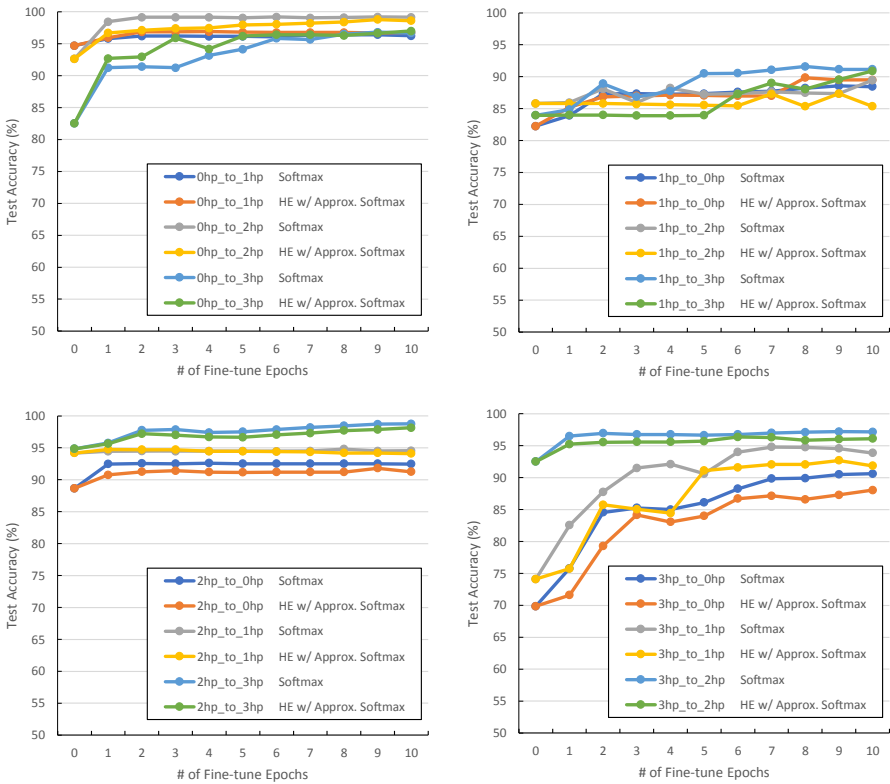 100
95
90
85
80
75
70
65
60
55
50
Test Accuracy (%)
0hp_to_1hp Softmax
0hp_to_1hp HE w/ Approx. Softmax
0hp_to_2hp Softmax
0hp_to_2hp HE w/ Approx. Softmax
0hp_to_3hp Softmax
0hp_to_3hp HE w/ Approx. Softmax
0 1 2 3 4 5 6 7 8 9 10
# of Fine-tune Epochs
100
95
90
85
80
75
70
65
60
55
50
Test Accuracy (%)
1hp_to_0hp Softmax
1hp_to_0hp HE w/ Approx. Softmax
1hp_to_2hp Softmax
1hp_to_2hp HE w/ Approx. Softmax
1hp_to_3hp Softmax
1hp_to_3hp HE w/ Approx. Softmax
0 1 2 3 4 5 6 7 8 9 10
# of Fine-tune Epochs
100
95
90
85
80
75
70
65
60
55
50
Test Accuracy (%)
2hp_to_0hp Softmax
2hp_to_0hp HE w/ Approx. Softmax
2hp_to_1hp Softmax
2hp_to_1hp HE w/ Approx. Softmax
2hp_to_3hp Softmax
2hp_to_3hp HE w/ Approx. Softmax
0 1 2 3 4 5 6 7 8 9 10
# of Fine-tune Epochs
100
95
90
85
80
75
70
65
60
55
50
Test Accuracy (%)
3hp_to_0hp Softmax
3hp_to_0hp HE w/ Approx. Softmax
3hp_to_1hp Softmax
3hp_to_1hp HE w/ Approx. Softmax
3hp_to_2hp Softmax
3hp_to_2hp HE w/ Approx. Softmax
0 1 2 3 4 5 6 7 8 9 10
# of Fine-tune Epochs